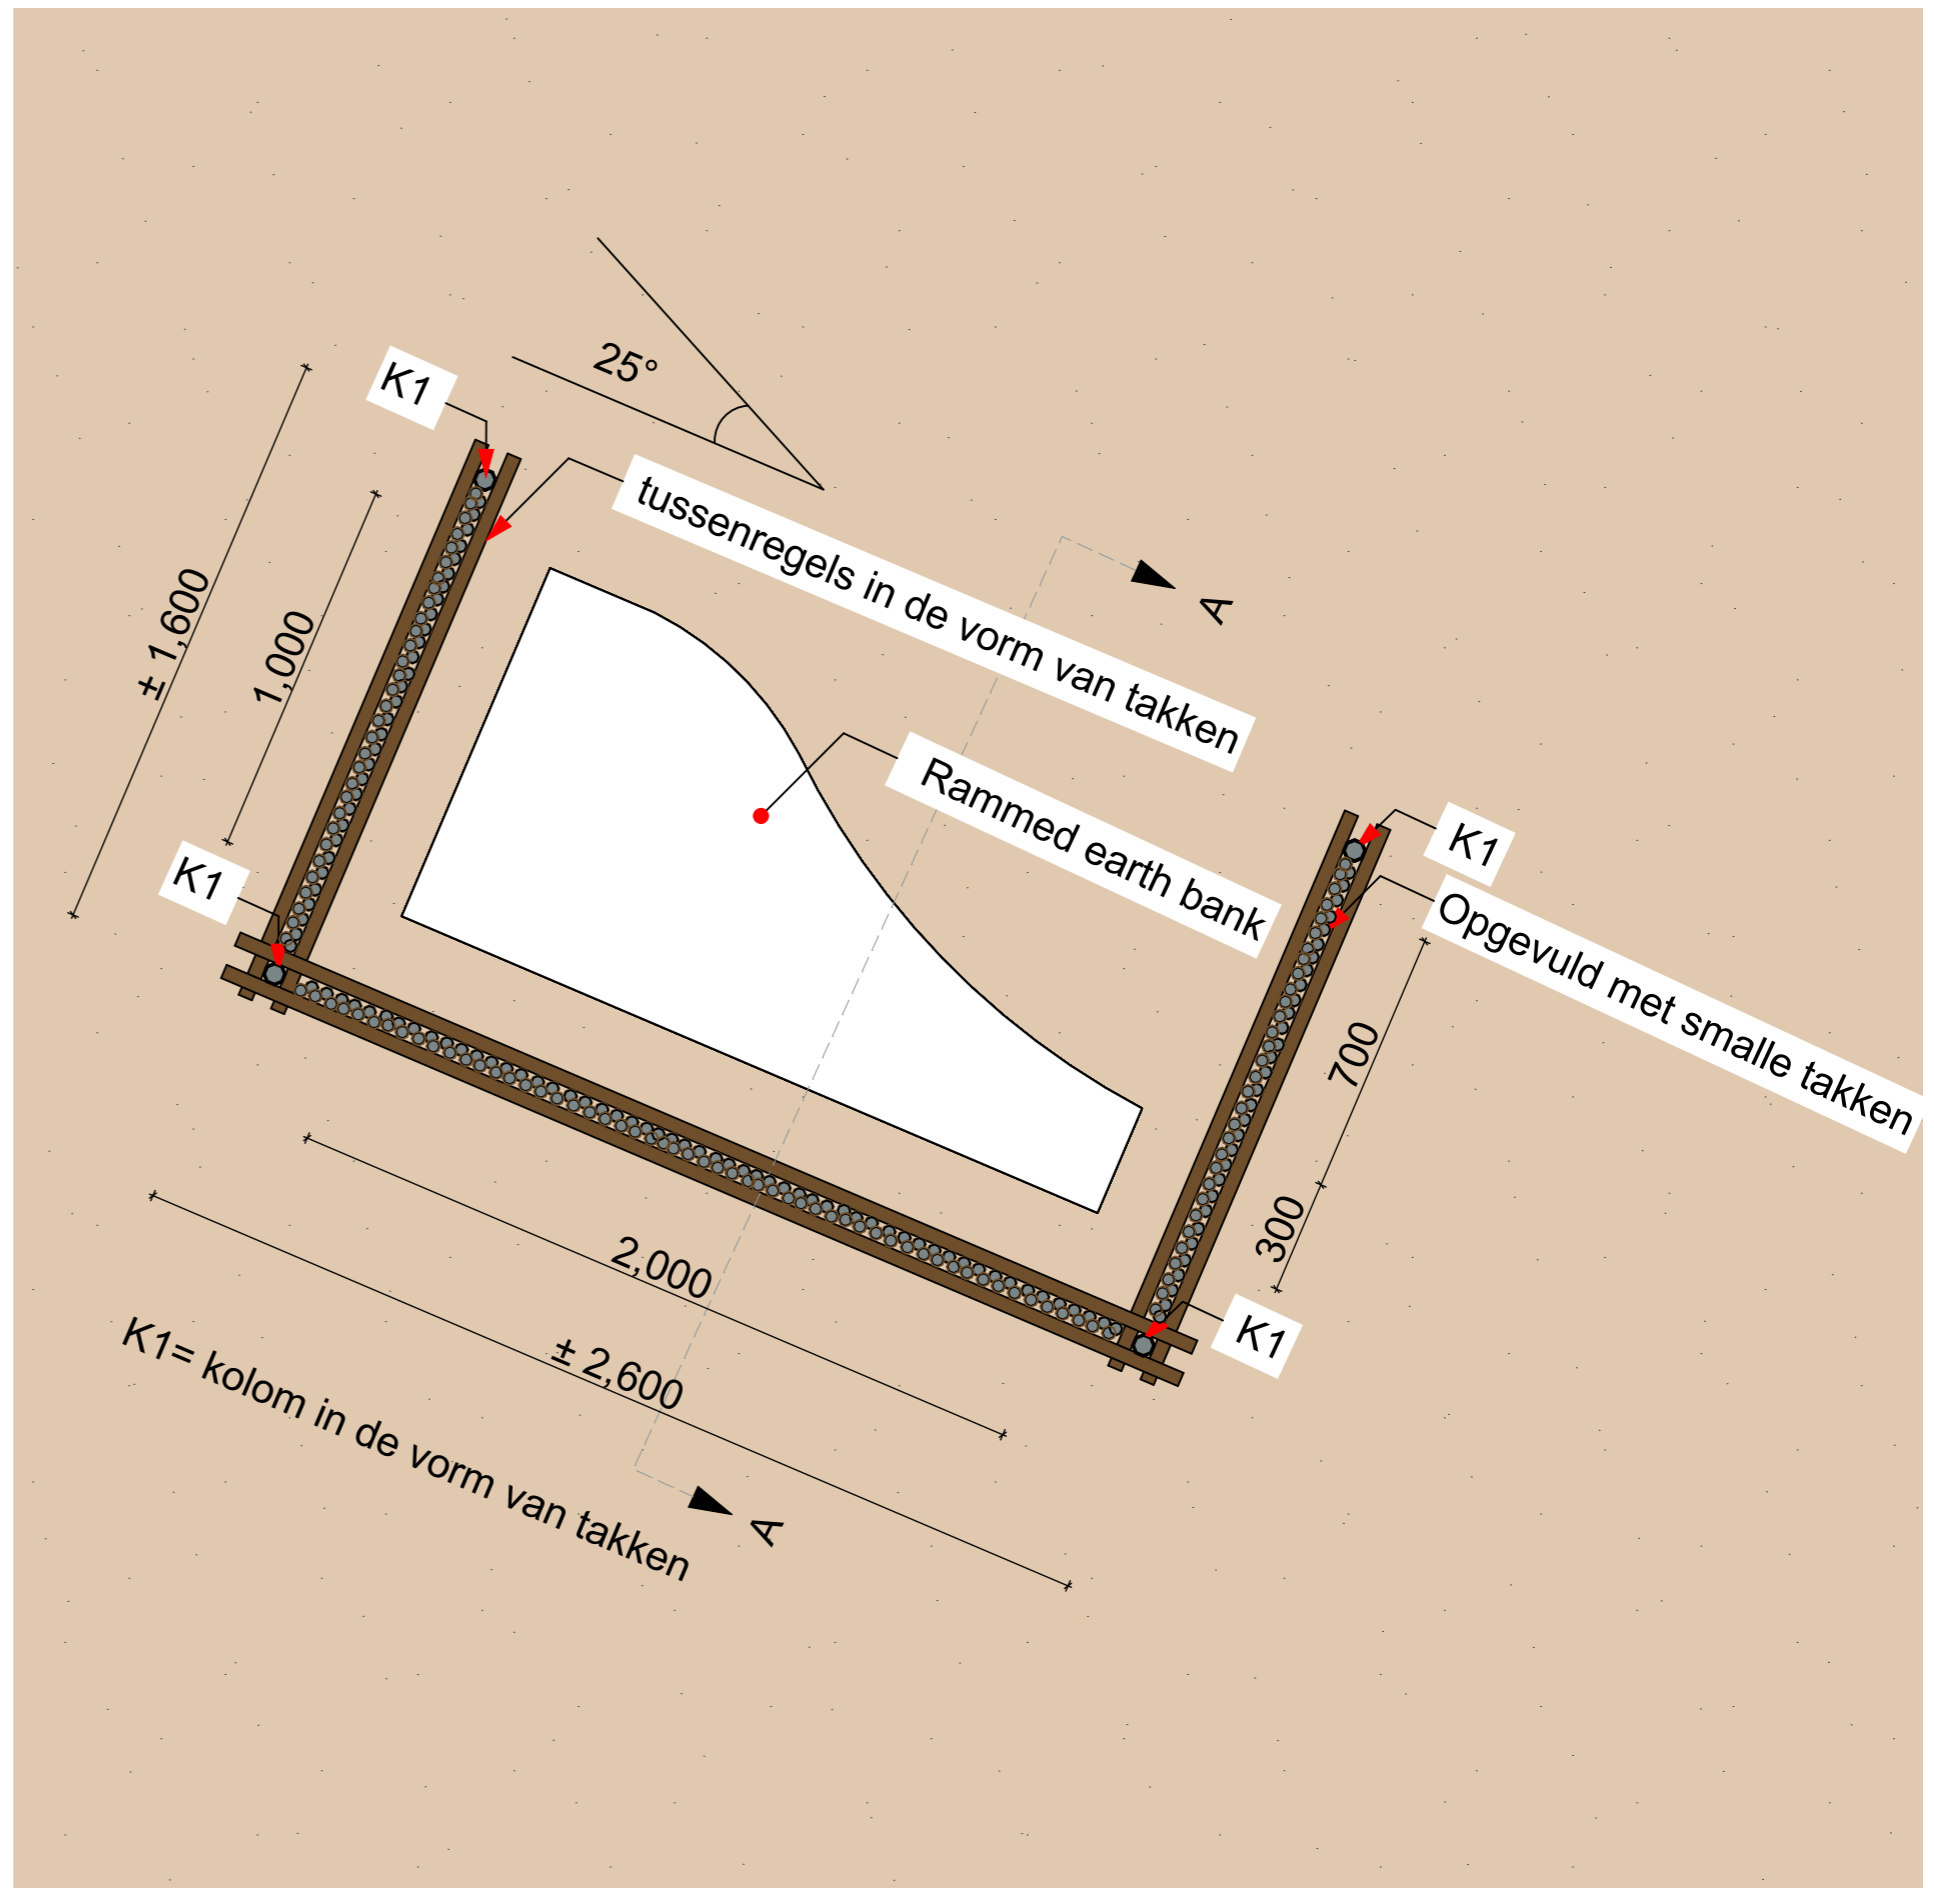 25°
K1
tussenregels in de vorm van takken
A
± 1,600
1,000
Rammed earth bank
K1
K1
Opgevuld met smalle takken
700
300
K1
2,000
± 2,600
K1= kolom in de vorm van takken
A